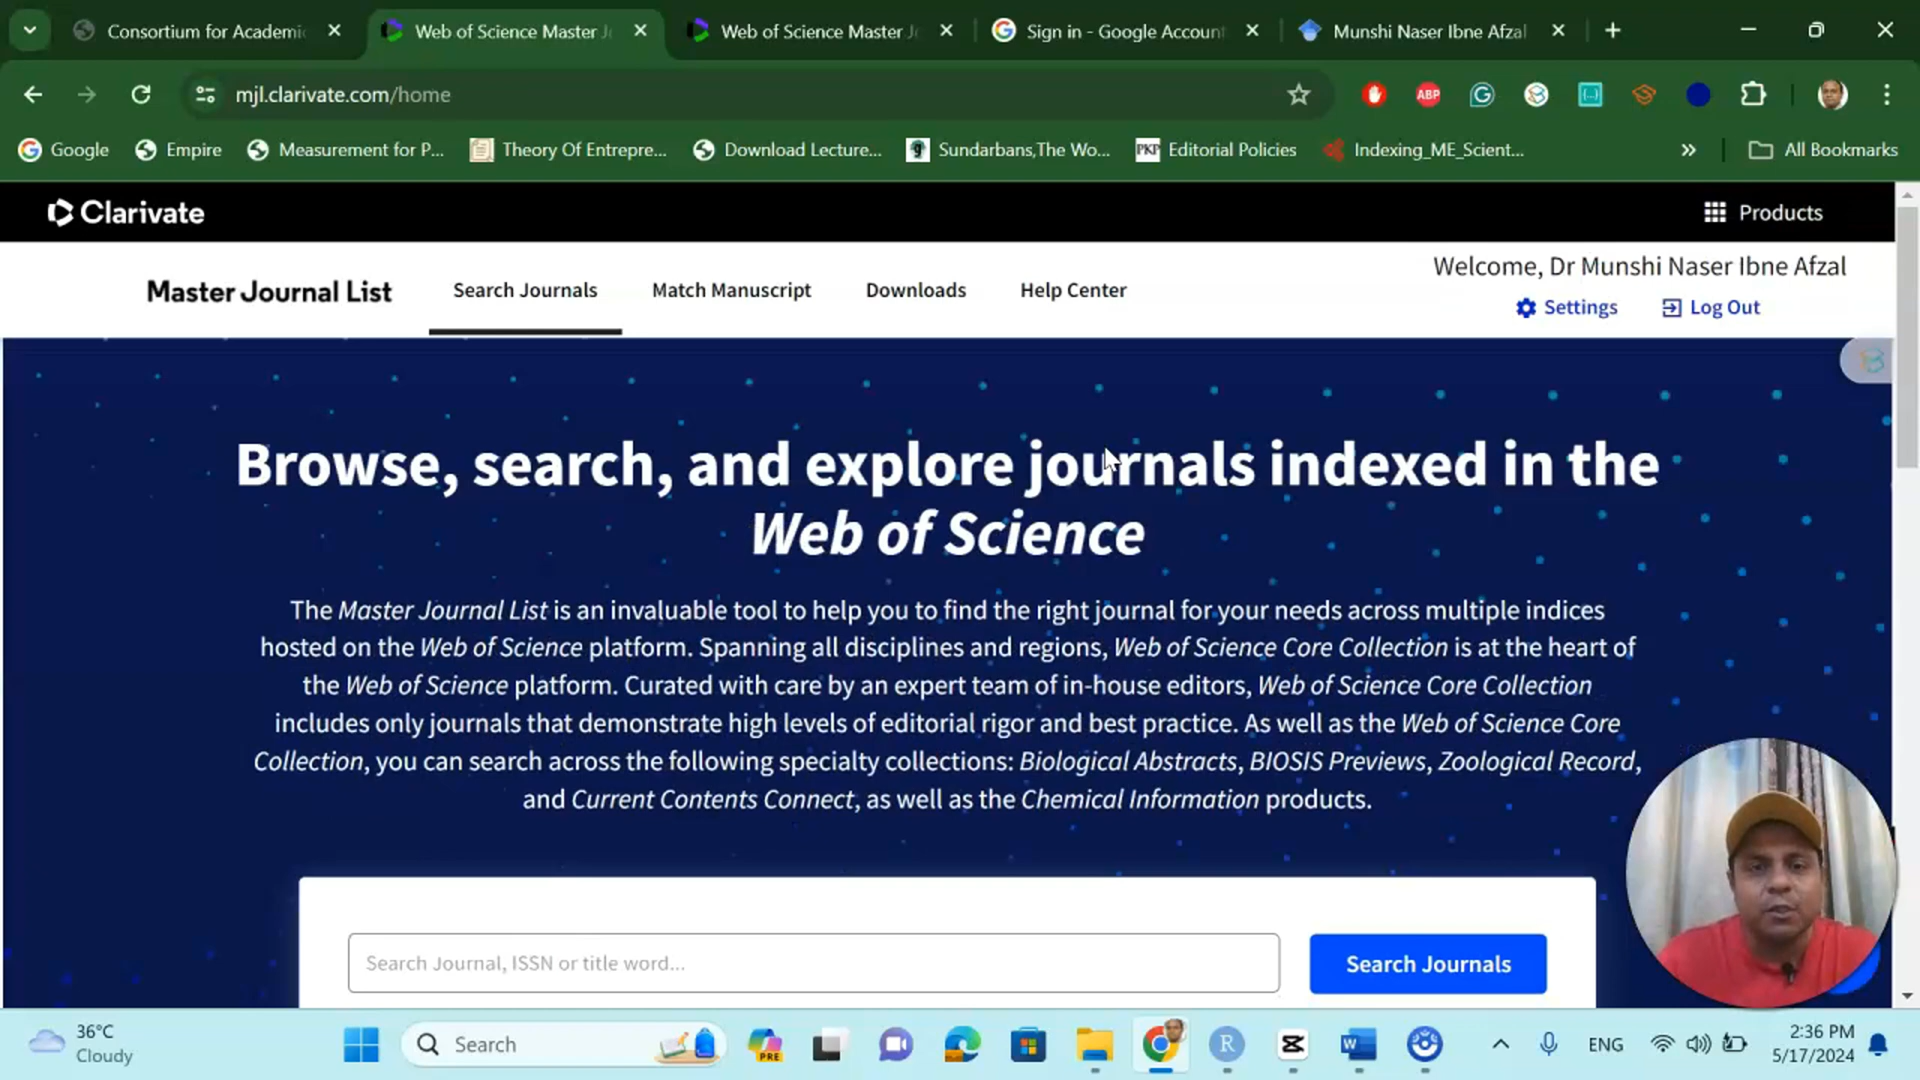 Consortium for Academi
Web of Science Master J
Web of Science Master J
Sign in - Google Account
Munshi Naser Ibne Afzal
mjl.clarivate.com/home
ABP
Google
Empire
Measurement for P...
Theory Of Entrepre...
Download Lecture...
Sundarbans,The Wo...
PKP
Editorial Policies
Indexing_ME_Scient...
All Bookmarks
Clarivate
Products
Master Journal List
Search Journals
Match Manuscript
Downloads
Help Center
Welcome, Dr Munshi Naser Ibne Afzal
Settings
Log Out
Browse, search, and explore journals indexed in the
Web of Science
The Master Journal List is an invaluable tool to help you to find the right journal for your needs across multiple indices
hosted on the Web of Science platform. Spanning all disciplines and regions, Web of Science Core Collection is at the heart of
the Web of Science platform. Curated with care by an expert team of in-house editors, Web of Science Core Collection
includes only journals that demonstrate high levels of editorial rigor and best practice. As well as the Web of Science Core
Collection, you can search across the following specialty collections: Biological Abstracts, BIOSIS Previews, Zoological Record,
and Current Contents Connect, as well as the Chemical Information products.
Search Journal, ISSN or title word...
Search Journals
36°C
Cloudy
Search
PRE
ENG
2:36 PM
5/17/2024